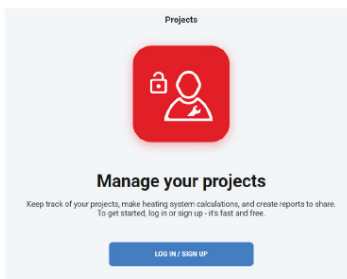 Projects
Manage your projects
Keep track of your projects, make heating system calculations, and create reports to share.
To get started, log in or sign up - it's fast and free.
LOG IN / SIGN UP